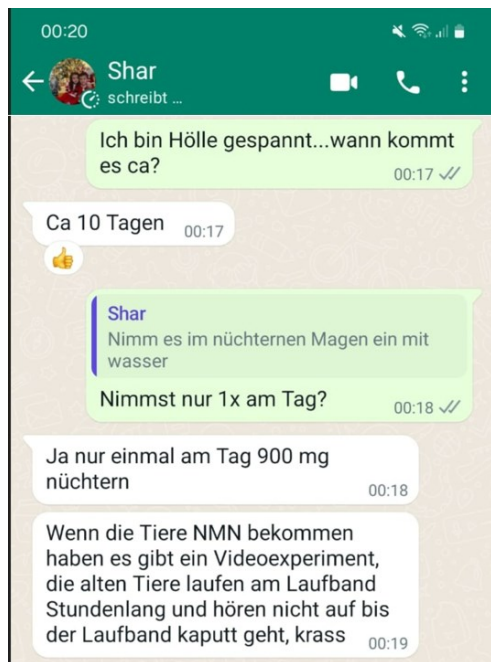 00:20
Shar
schreibt ...
Ich bin Hölle gespannt...wann kommt
es ca?
00:17
Ca 10 Tagen 00:17
Shar
Nimm es im nüchternen Magen ein mit
wasser
Nimmst nur 1x am Tag?
00:18
Ja nur einmal am Tag 900 mg
nüchtern
00:18
Wenn die Tiere NMN bekommen
haben es gibt ein Videoexperiment,
die alten Tiere laufen am Laufband
Stundenlang und hören nicht auf bis
der Laufband kaputt geht, krass
00:19